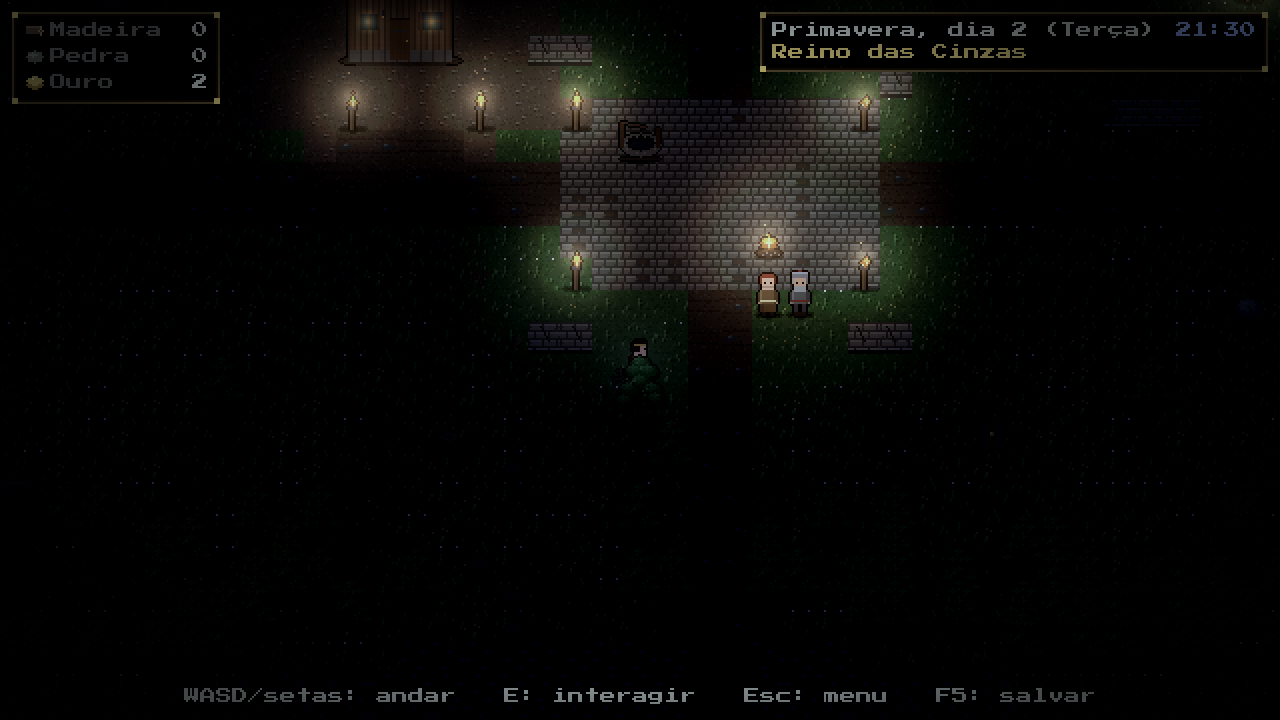 Madeira 0
Pedra 0
Ouro 2
Primavera, dia 2 (Terça) 21:30
Reino das Cinzas
WASD/setas: andar E: interagir Esc: menu F5: salvar